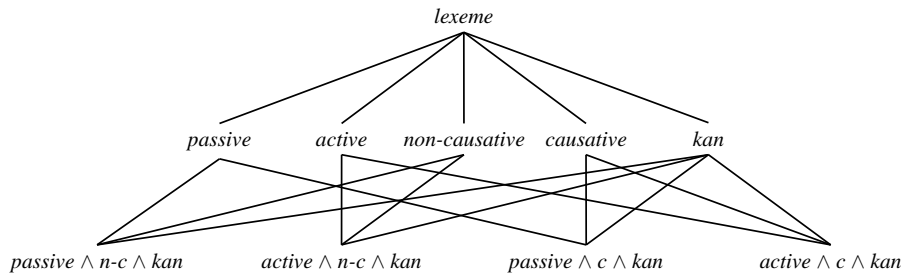 lexeme
passive active non-causative causative kan
passive ∧ n-c ∧ kan active ∧ n-c ∧ kan passive ∧ c ∧ kan active ∧ c ∧ kan